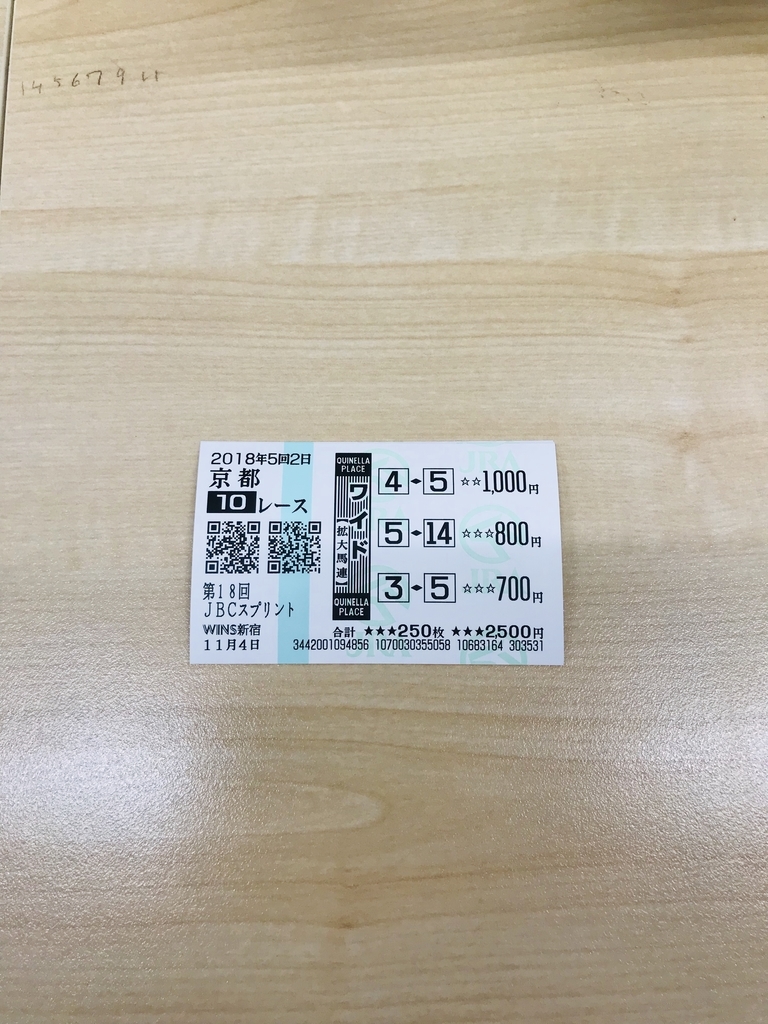 145679 11
2018年5回2日
京都
10レース
第18回
JBCスプリント
WINS新宿
11月4日
QUINELLA
PLACE
ワイド
【拡大馬連】
QUINELLA
PLACE
4-5 ☆☆1,000円
5-14 ☆☆☆800円
3-5 ☆☆☆700円
合計 ★★★250枚 ★★★2,500円
3442001094856 1070030355058 10683164 303531
JRA